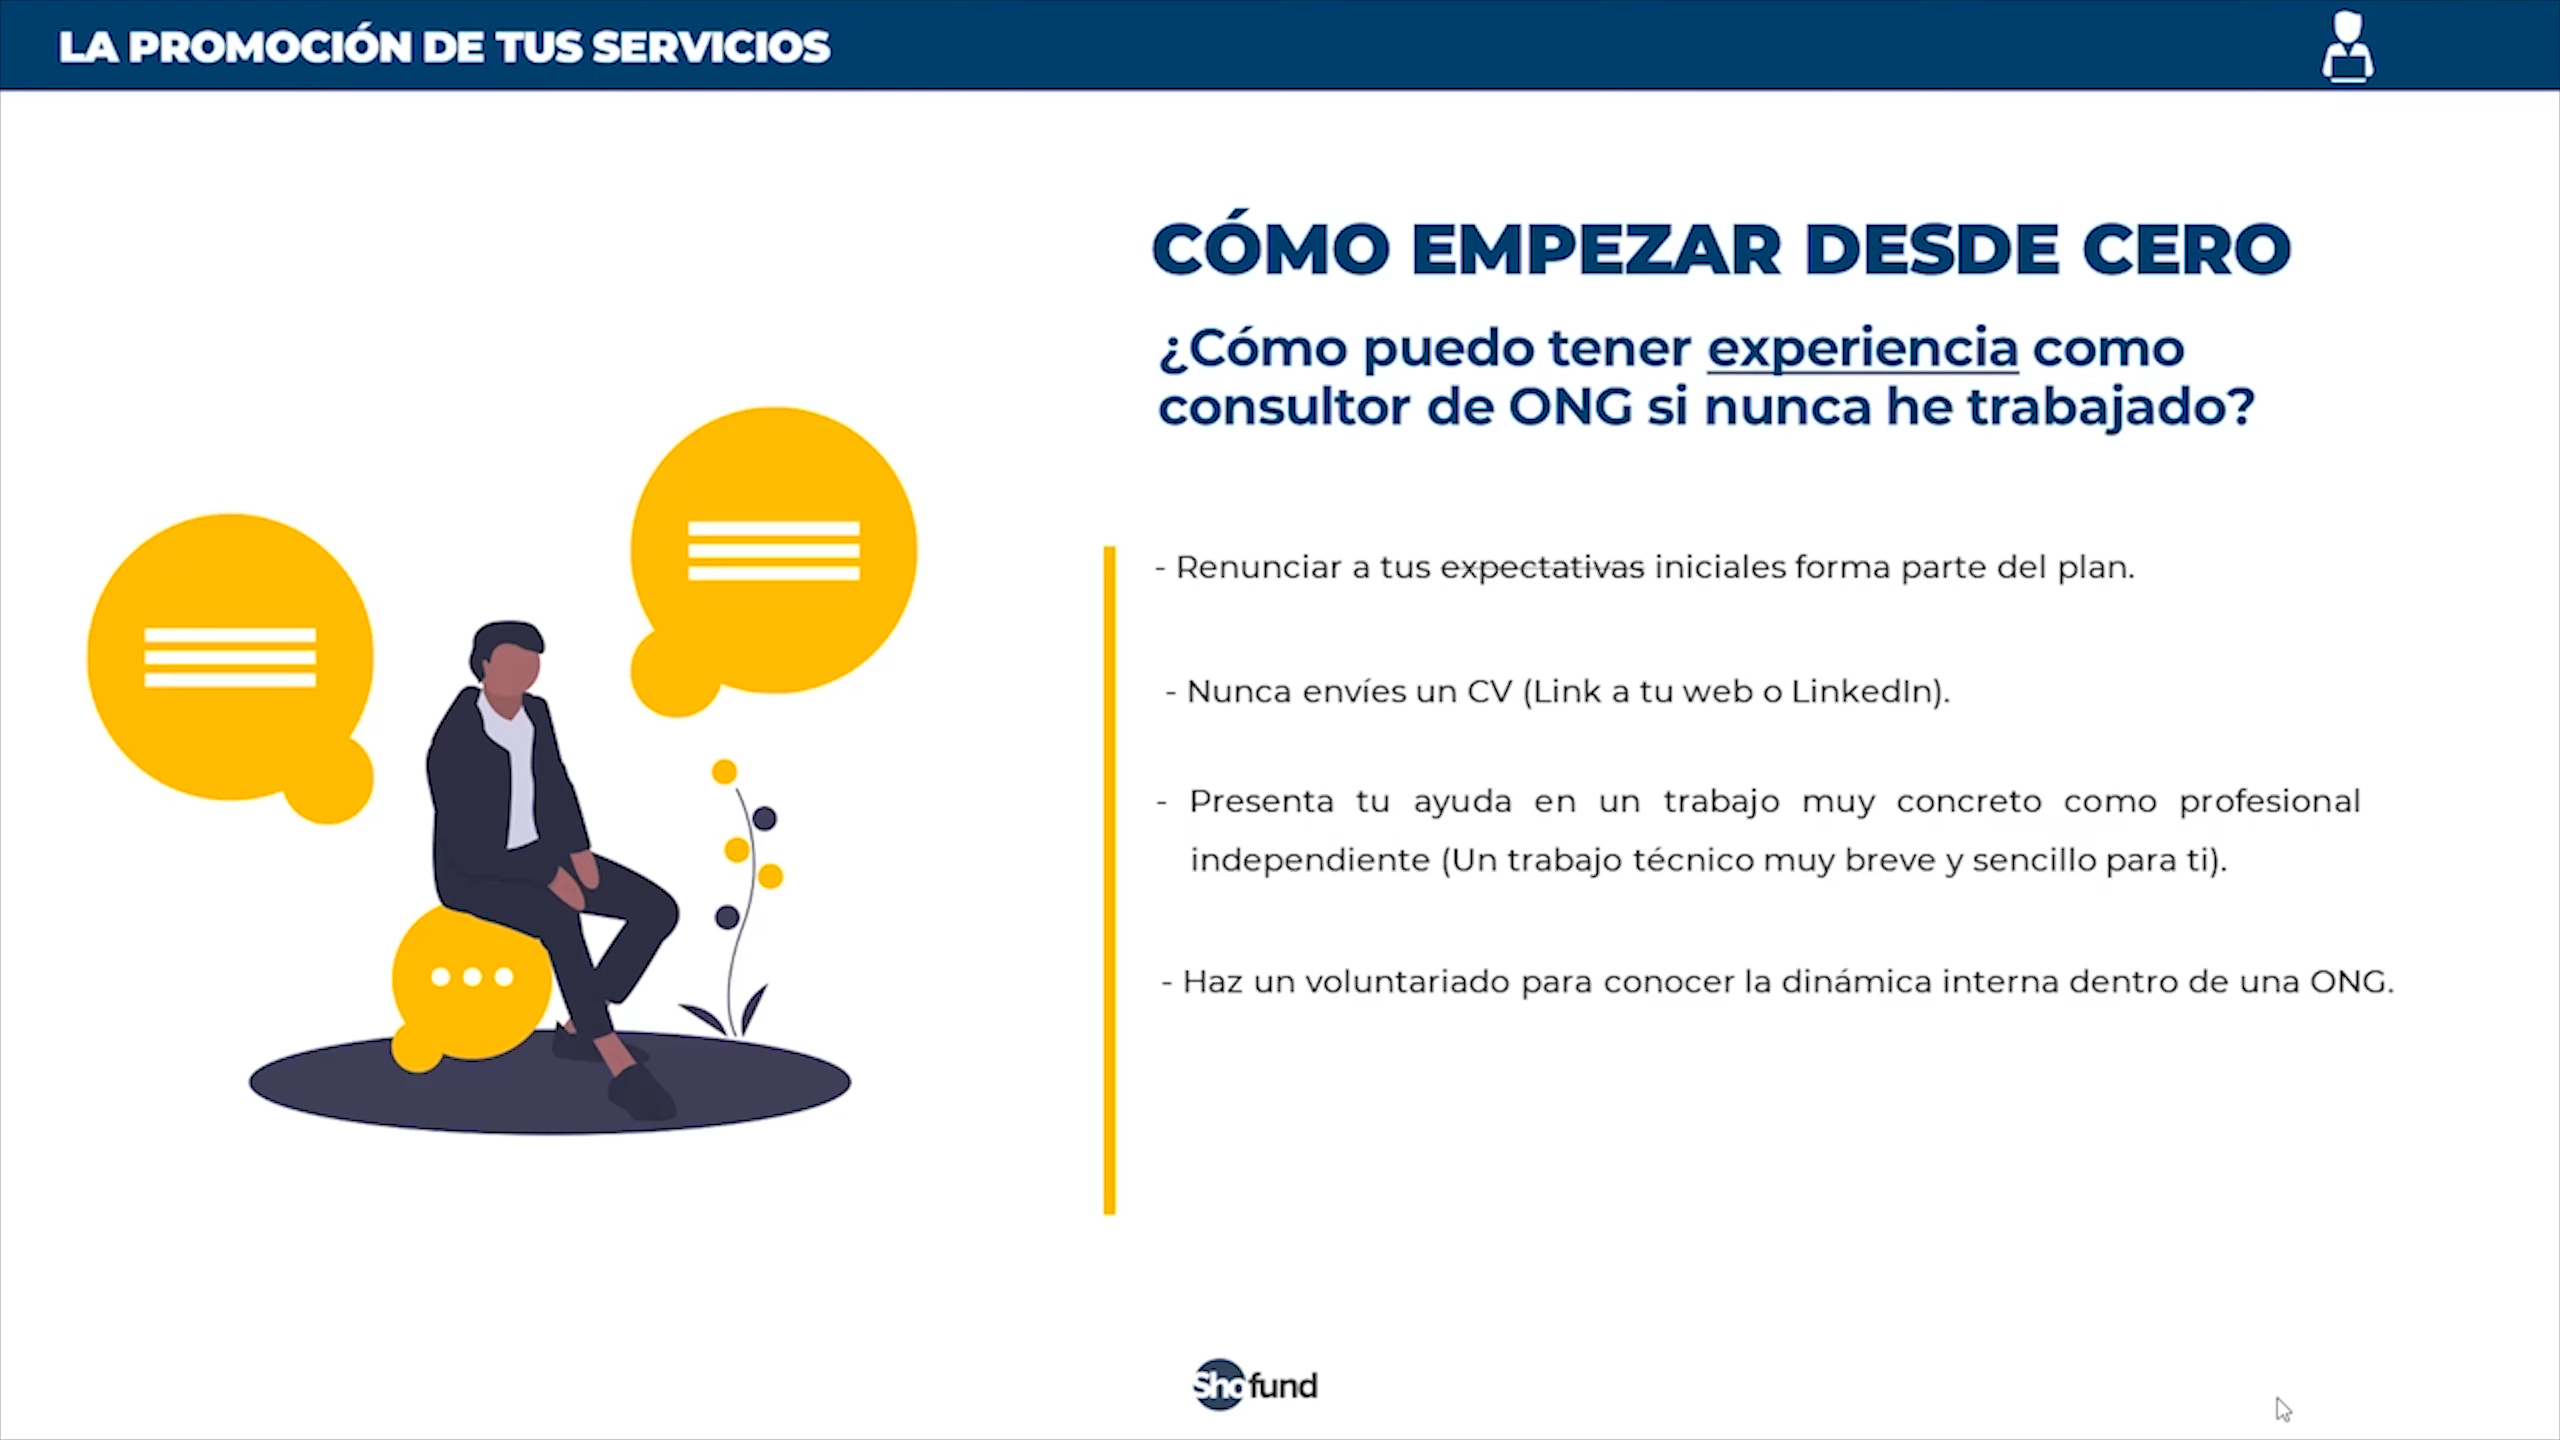 LA PROMOCIÓN DE TUS SERVICIOS
CÓMO EMPEZAR DESDE CERO
¿Cómo puedo tener experiencia como
consultor de ONG si nunca he trabajado?
- Renunciar a tus expectativas iniciales forma parte del plan.
- Nunca envíes un CV (Link a tu web o LinkedIn).
- Presenta tu ayuda en un trabajo muy concreto como profesional
independiente (Un trabajo técnico muy breve y sencillo para ti).
- Haz un voluntariado para conocer la dinámica interna dentro de una ONG.
Shofund